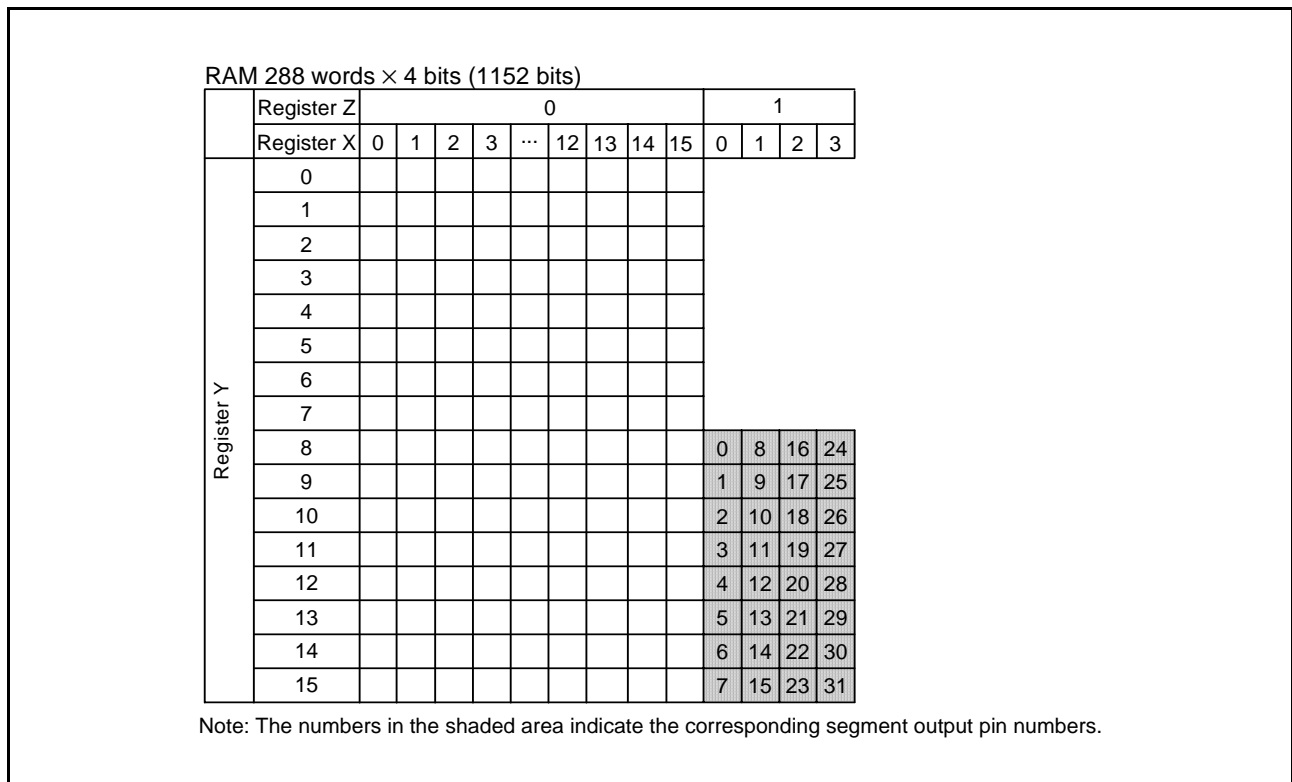 RAM 288 words × 4 bits (1152 bits)
Register Z 0 1
Register X 0 1 2 3 ... 12 13 14 15 0 1 2 3
Register Y
0
1
2
3
4
5
6
7
8 0 8 16 24
9 1 9 17 25
10 2 10 18 26
11 3 11 19 27
12 4 12 20 28
13 5 13 21 29
14 6 14 22 30
15 7 15 23 31
Note: The numbers in the shaded area indicate the corresponding segment output pin numbers.